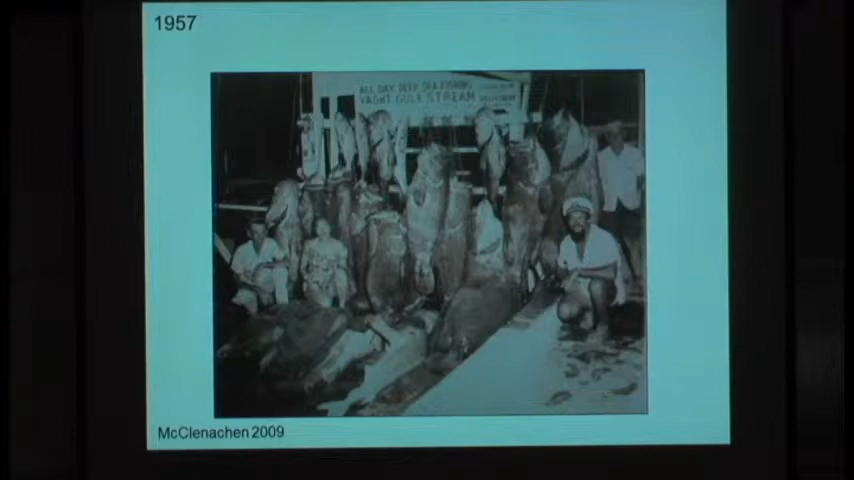 1957
ALL DAY DEEP SEA FISHING
YACHT GULF STREAM
McClenachen 2009